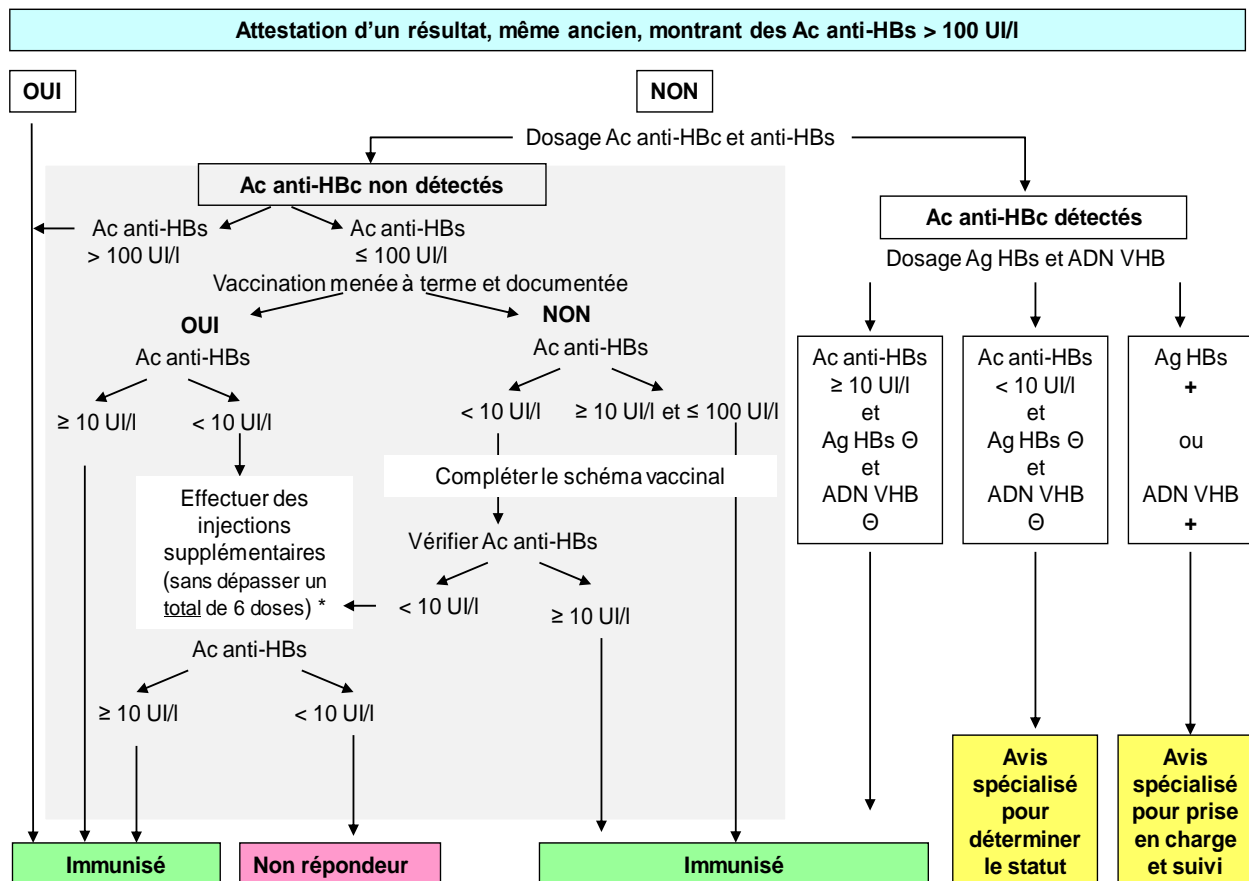 Attestation d'un résultat, même ancien, montrant des Ac anti-HBs > 100 UI/l
OUI
NON
Dosage Ac anti-HBc et anti-HBs
Ac anti-HBc non détectés
Ac anti-HBs
> 100 UI/l
Ac anti-HBs
≤ 100 UI/l
Vaccination menée à terme et documentée
OUI
Ac anti-HBs
≥ 10 UI/l
< 10 UI/l
Effectuer des
injections
supplémentaires
(sans dépasser un
total de 6 doses) *
Ac anti-HBs
≥ 10 UI/l
< 10 UI/l
NON
Ac anti-HBs
< 10 UI/l
≥ 10 UI/l et ≤ 100 UI/l
Compléter le schéma vaccinal
Vérifier Ac anti-HBs
< 10 UI/l
≥ 10 UI/l
Ac anti-HBc détectés
Dosage Ag HBs et ADN VHB
Ac anti-HBs
≥ 10 UI/l
et
Ag HBs Θ
et
ADN VHB
Θ
Ac anti-HBs
< 10 UI/l
et
Ag HBs Θ
et
ADN VHB
Θ
Ag HBs
+
ou
ADN VHB
+
Immunisé
Non répondeur
Immunisé
Avis
spécialisé
pour
déterminer
le statut
Avis
spécialisé
pour prise
en charge
et suivi